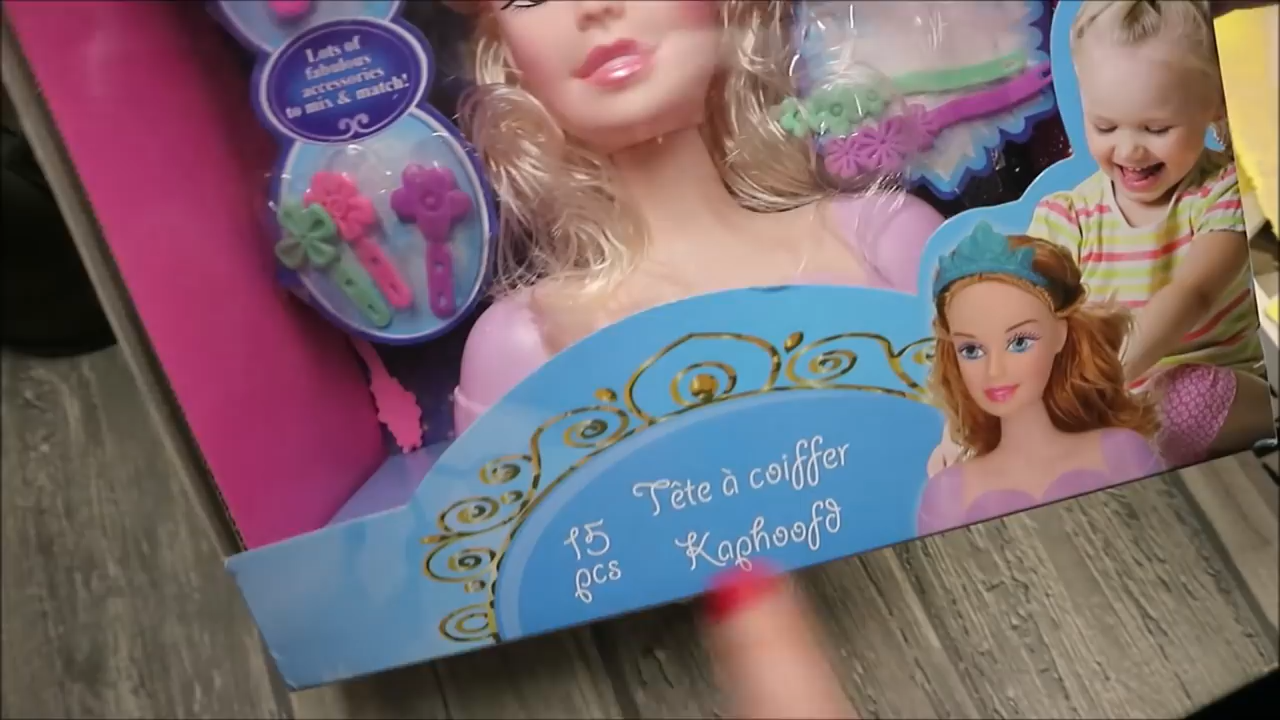 Lots of
fabulous
accessories
to mix & match!
Tête à coiffer
15
pcs
Kaphoofd